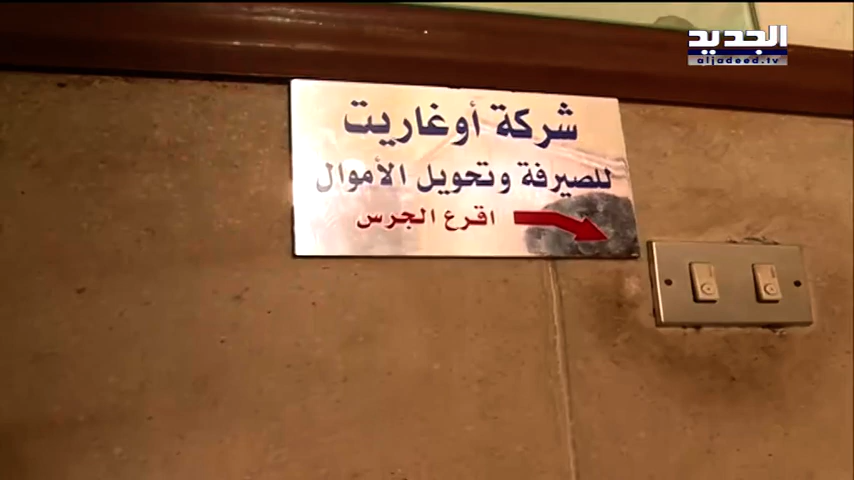 الجديد
aljadeed.tv
شركة أوغاريت
للصيرفة وتحويل الأموال
اقرع الجرس